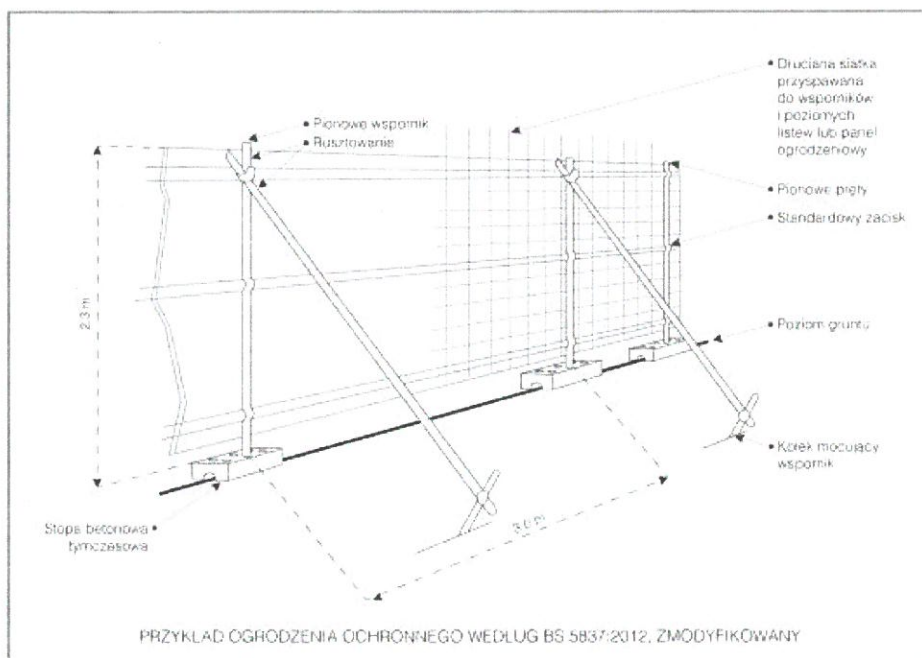 • Druciana siatka
przyspawana
do wsporników
i poziomych
listew lub panel
ogrodzeniowy
• Pionowe wspornik
• Rusztowanie
• Pionowe pręty
• Standardowy zacisk
2.3 m
• Poziom gruntu
• Korek mocujący
wspornik
Stopa betonowa •
tymczasowa
3.0 m
PRZYKŁAD OGRODZENIA OCHRONNEGO WEDŁUG BS 5837:2012, ZMODYFIKOWANY